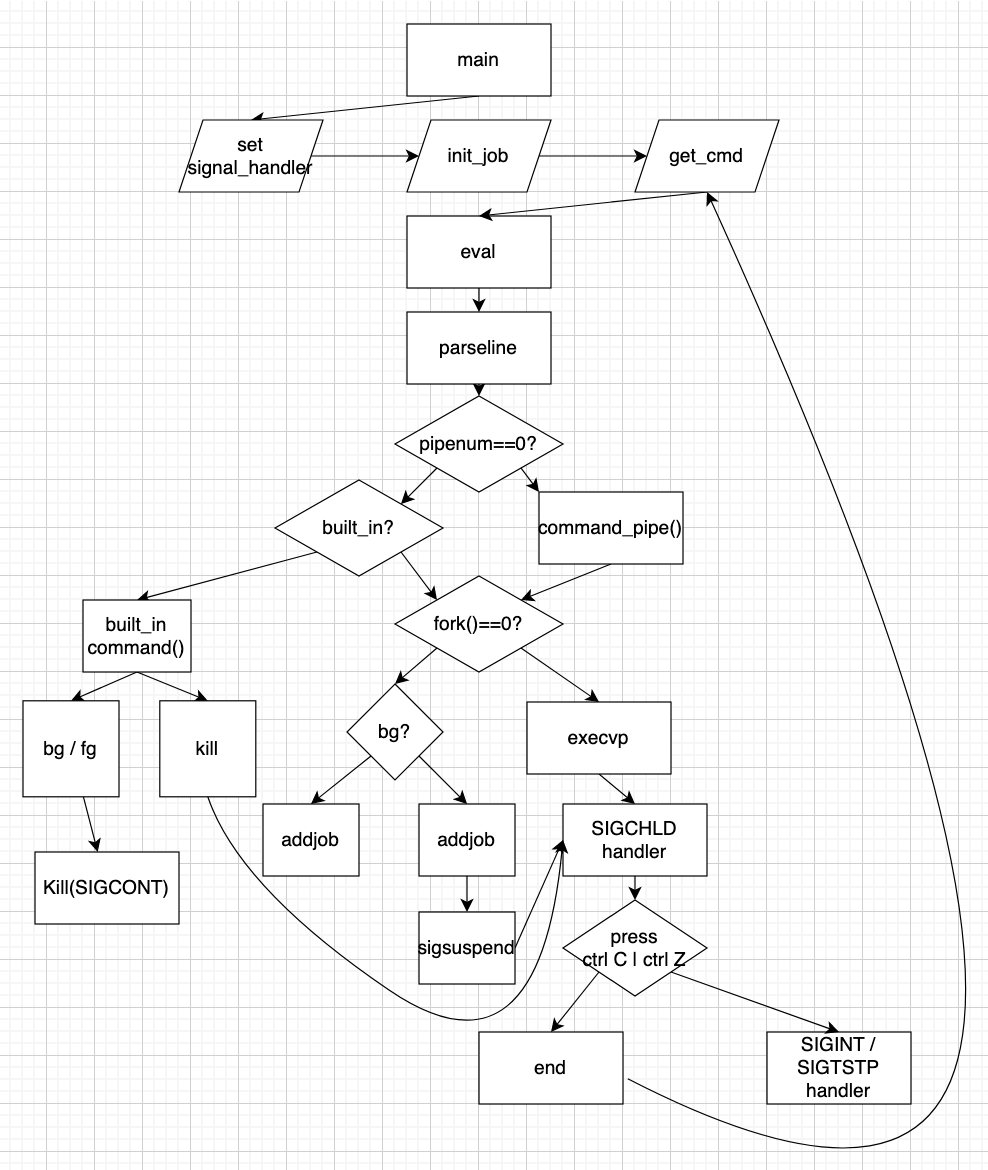 main
set
signal_handler
init_job
get_cmd
eval
parseline
pipenum==0?
built_in?
command_pipe()
built_in
command()
fork()==0?
bg / fg
kill
bg?
execvp
addjob
addjob
SIGCHLD
handler
Kill(SIGCONT)
sigsuspend
press
ctrl C | ctrl Z
end
SIGINT /
SIGTSTP
handler